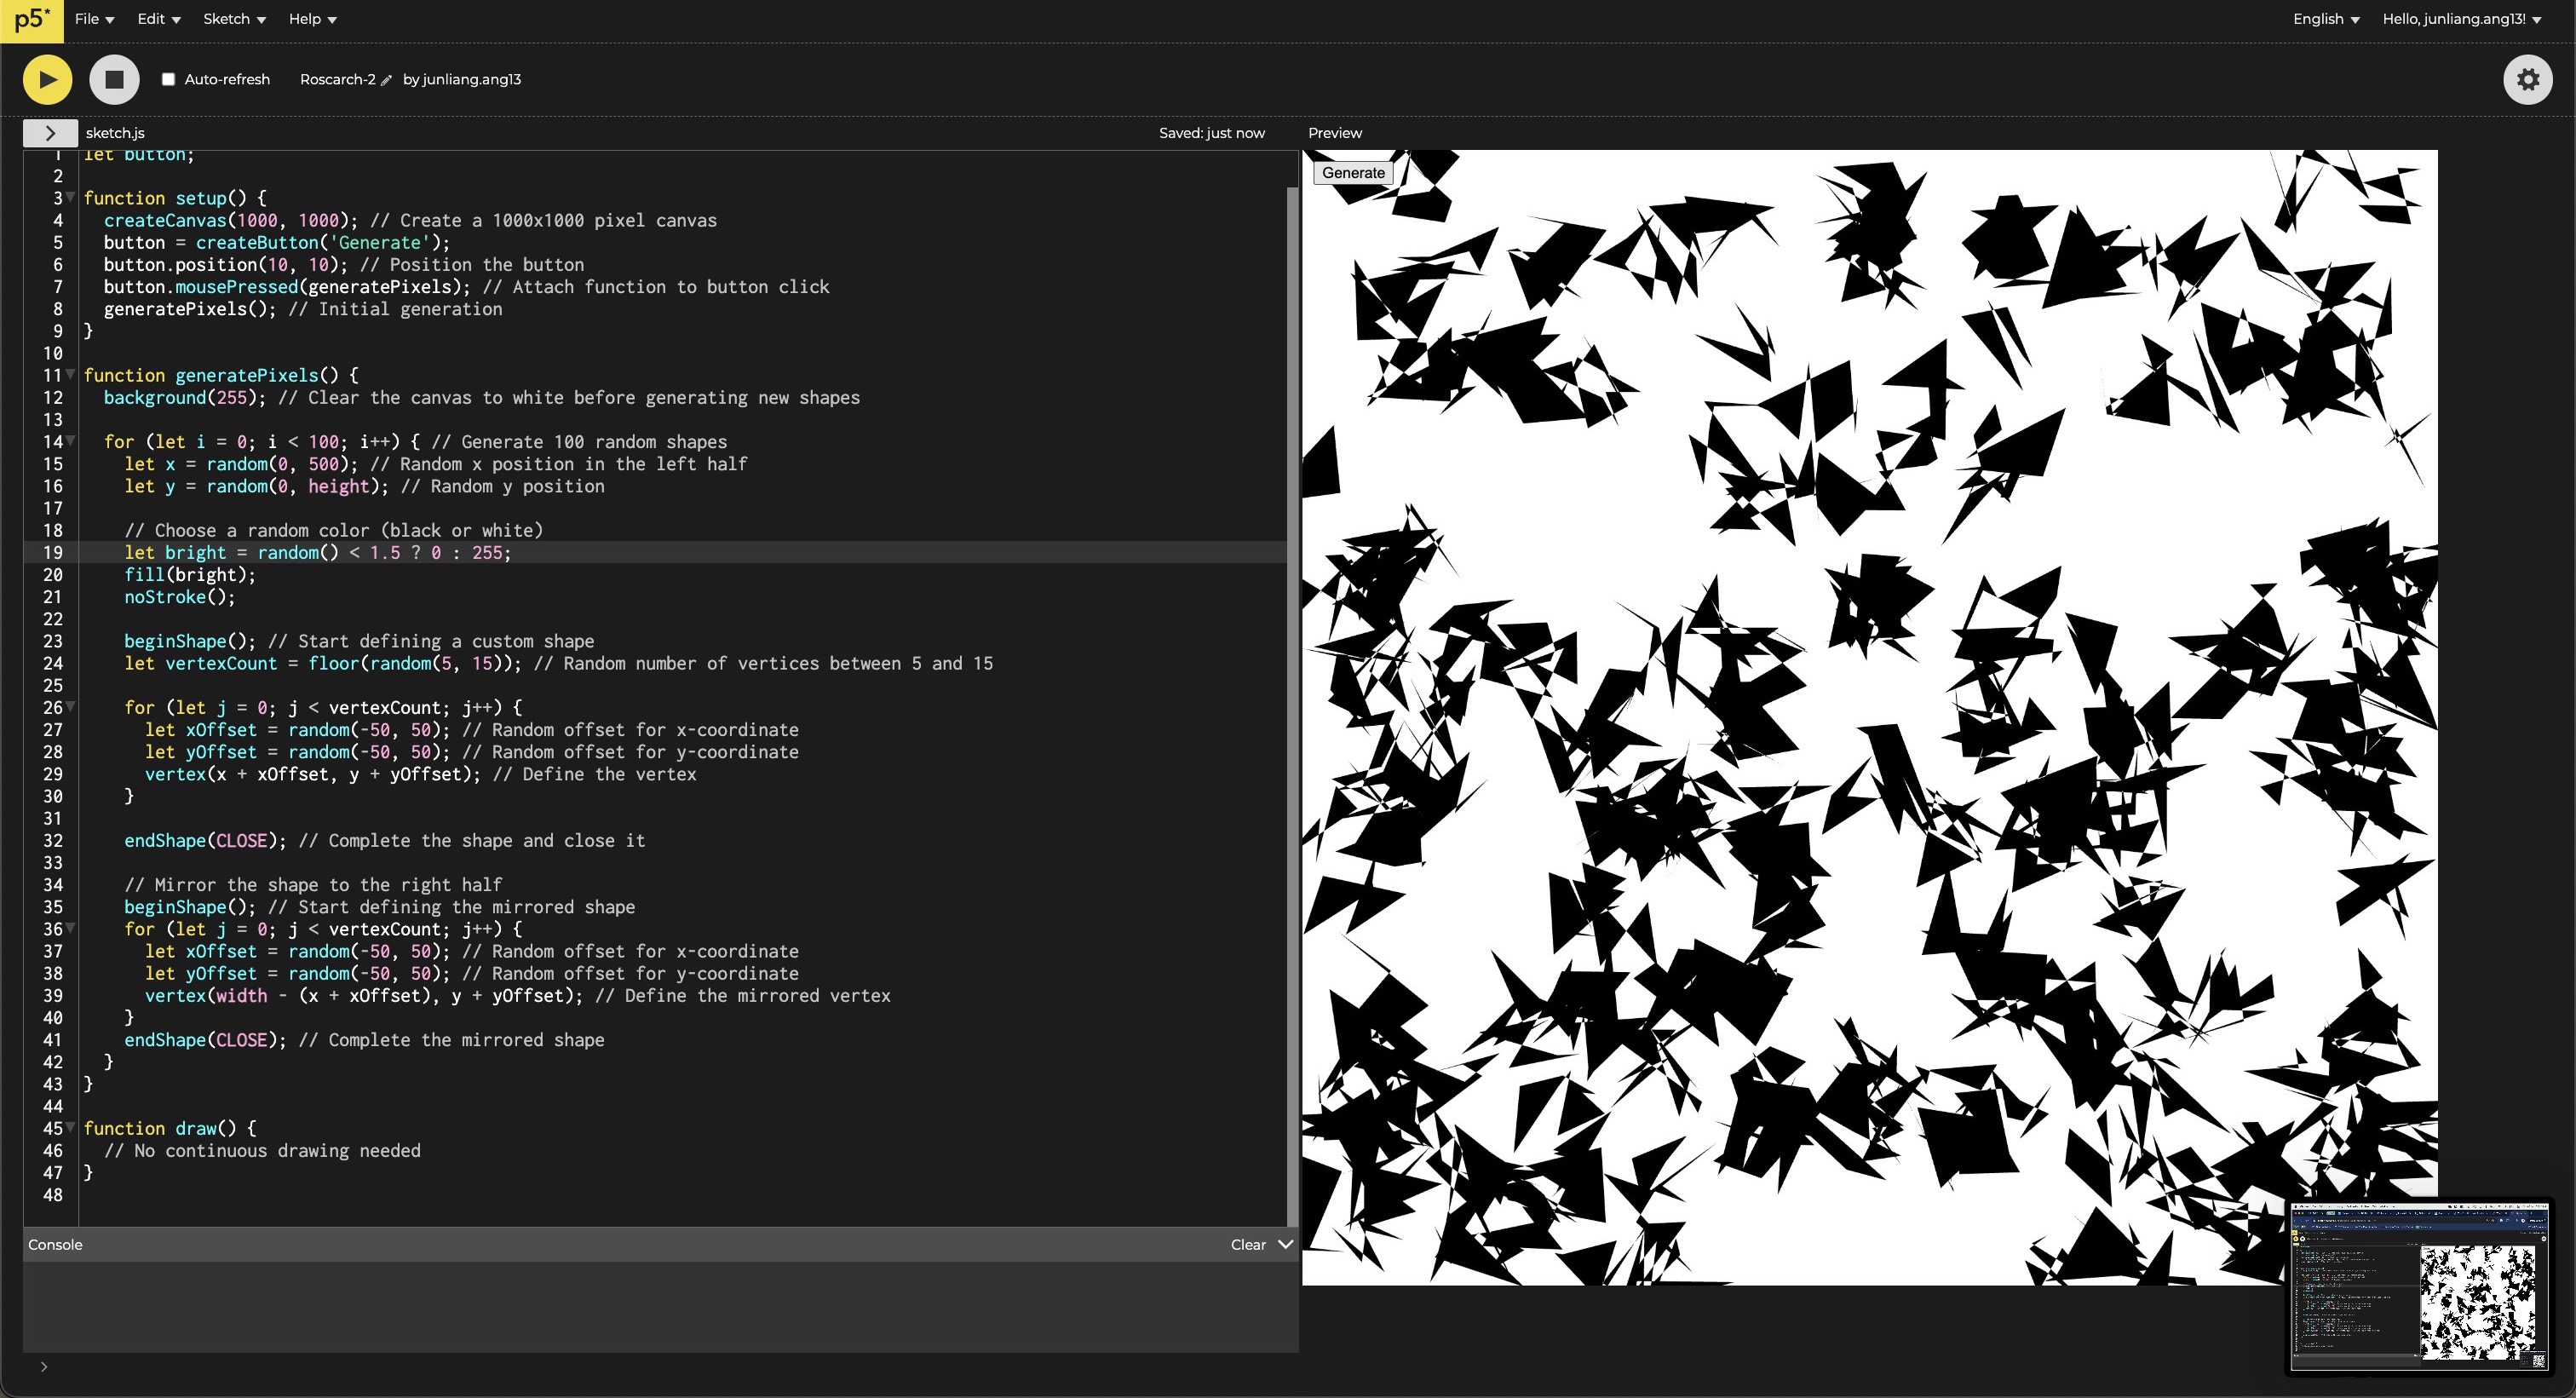 p5* File Edit Sketch Help English Hello, junliang.ang13!
Auto-refresh Roscarch-2 by junliang.ang13
sketch.js Saved: just now Preview
Generate
1 let button;
2
3 function setup() {
4 createCanvas(1000, 1000); // Create a 1000x1000 pixel canvas
5 button = createButton('Generate');
6 button.position(10, 10); // Position the button
7 button.mousePressed(generatePixels); // Attach function to button click
8 generatePixels(); // Initial generation
9 }
10
11 function generatePixels() {
12 background(255); // Clear the canvas to white before generating new shapes
13
14 for (let i = 0; i < 100; i++) { // Generate 100 random shapes
15 let x = random(0, 500); // Random x position in the left half
16 let y = random(0, height); // Random y position
17
18 // Choose a random color (black or white)
19 let bright = random() < 1.5 ? 0 : 255;
20 fill(bright);
21 noStroke();
22
23 beginShape(); // Start defining a custom shape
24 let vertexCount = floor(random(5, 15)); // Random number of vertices between 5 and 15
25
26 for (let j = 0; j < vertexCount; j++) {
27 let xOffset = random(-50, 50); // Random offset for x-coordinate
28 let yOffset = random(-50, 50); // Random offset for y-coordinate
29 vertex(x + xOffset, y + yOffset); // Define the vertex
30 }
31
32 endShape(CLOSE); // Complete the shape and close it
33
34 // Mirror the shape to the right half
35 beginShape(); // Start defining the mirrored shape
36 for (let j = 0; j < vertexCount; j++) {
37 let xOffset = random(-50, 50); // Random offset for x-coordinate
38 let yOffset = random(-50, 50); // Random offset for y-coordinate
39 vertex(width - (x + xOffset), y + yOffset); // Define the mirrored vertex
40 }
41 endShape(CLOSE); // Complete the mirrored shape
42 }
43 }
44
45 function draw() {
46 // No continuous drawing needed
47 }
48
Console Clear